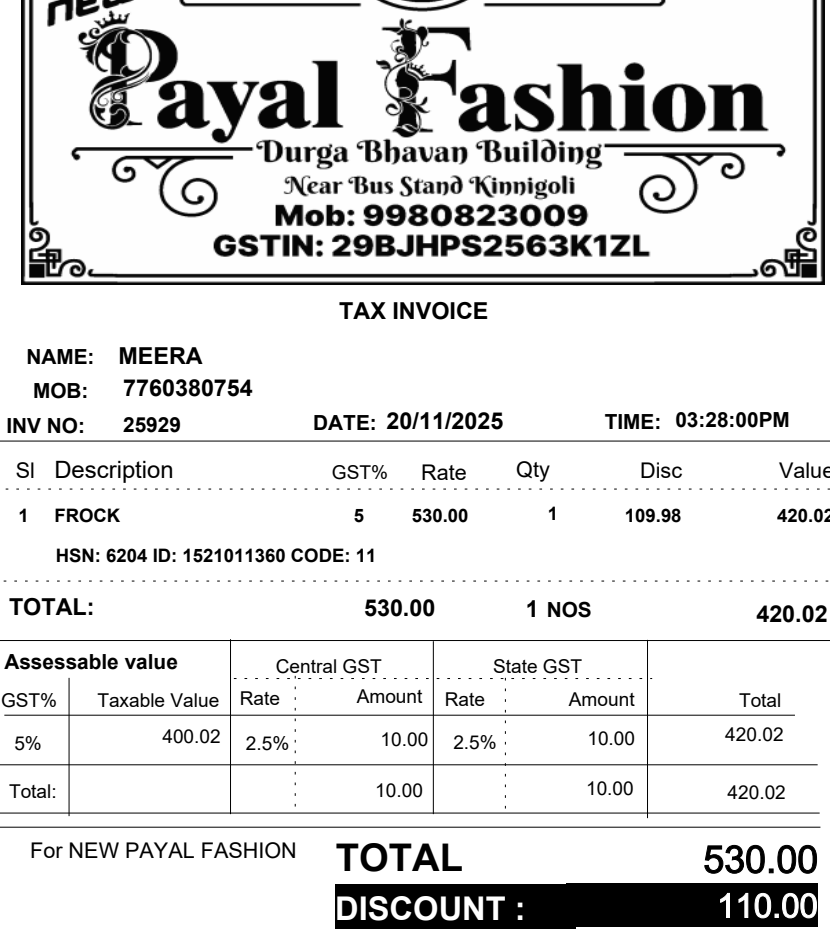 new
Payal Fashion
Durga Bhavan Building
Near Bus Stand Kinnigoli
Mob: 9980823009
GSTIN: 29BJHPS2563K1ZL
TAX INVOICE
NAME: MEERA
MOB: 7760380754
INV NO: 25929 DATE: 20/11/2025 TIME: 03:28:00PM
Sl Description GST% Rate Qty Disc Value
1 FROCK 5 530.00 1 109.98 420.02
HSN: 6204 ID: 1521011360 CODE: 11
TOTAL: 530.00 1 NOS 420.02
Assessable value Central GST State GST
GST% Taxable Value Rate Amount Rate Amount Total
5% 400.02 2.5% 10.00 2.5% 10.00 420.02
Total: 10.00 10.00 420.02
For NEW PAYAL FASHION TOTAL 530.00
DISCOUNT : 110.00